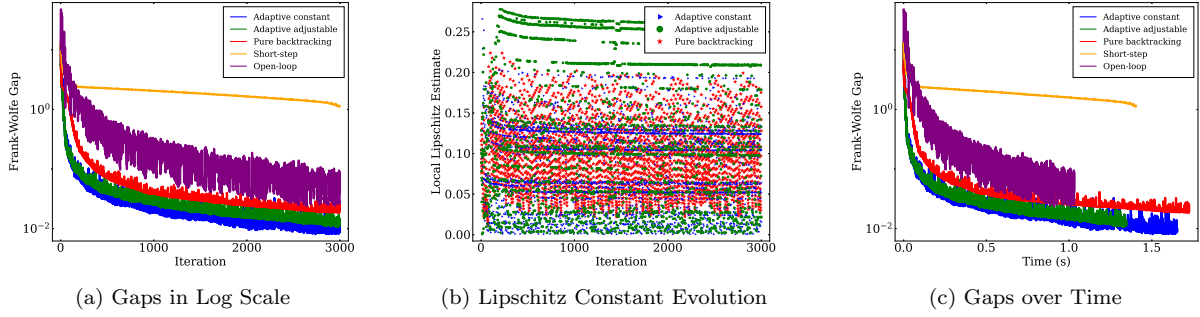 Frank-Wolfe Gap
10⁰
10⁻²
Adaptive constant
Adaptive adjustable
Pure backtracking
Short-step
Open-loop
0 1000 2000 3000
Iteration
(a) Gaps in Log Scale
Local Lipschitz Estimate
0.25
0.20
0.15
0.10
0.05
0.00
Adaptive constant
Adaptive adjustable
Pure backtracking
0 1000 2000 3000
Iteration
(b) Lipschitz Constant Evolution
Frank-Wolfe Gap
10⁰
10⁻²
Adaptive constant
Adaptive adjustable
Pure backtracking
Short-step
Open-loop
0.0 0.5 1.0 1.5
Time (s)
(c) Gaps over Time